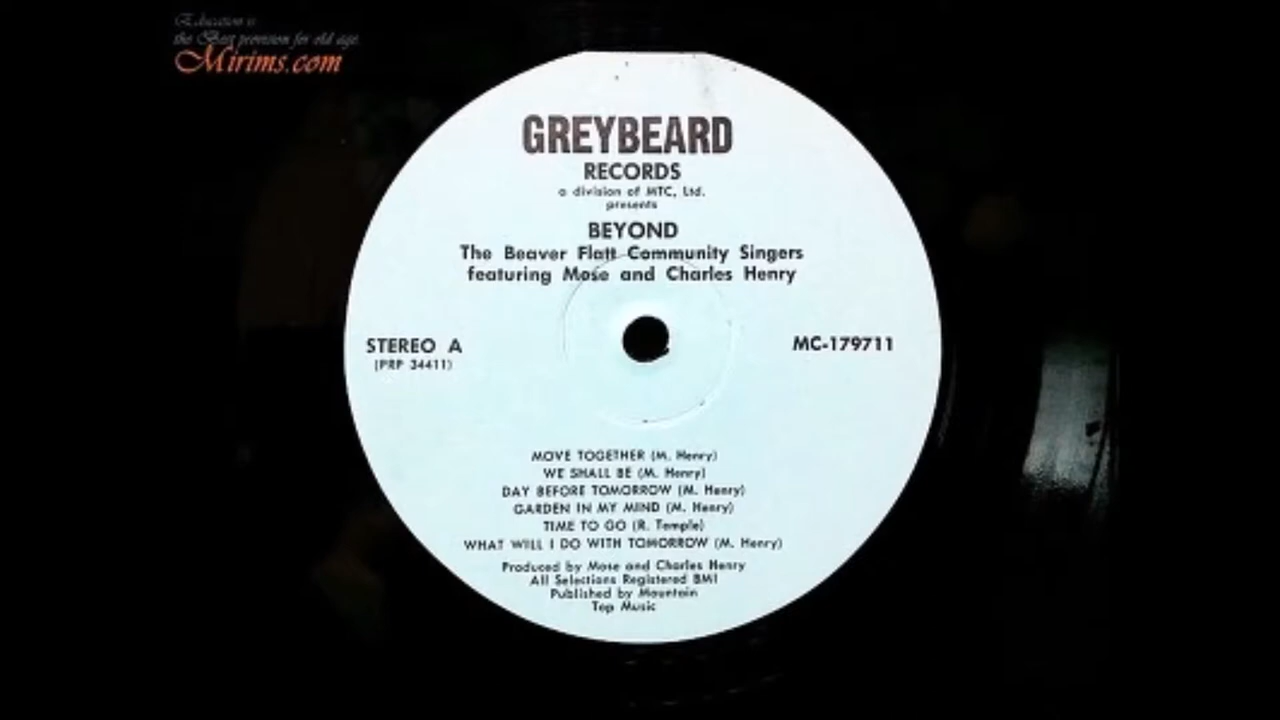 Education is
the Best provision for old age.
Mirims.com
GREYBEARD
RECORDS
a division of MTC, Ltd.
presents
BEYOND
The Beaver Flatt Community Singers
featuring Mose and Charles Henry
STEREO A
(PRP 34411)
MC-179711
MOVE TOGETHER (M. Henry)
WE SHALL BE (M. Henry)
DAY BEFORE TOMORROW (M. Henry)
GARDEN IN MY MIND (M. Henry)
TIME TO GO (R. Temple)
WHAT WILL I DO WITH TOMORROW (M. Henry)
Produced by Mose and Charles Henry
All Selections Registered BMI
Published by Mountain
Top Music